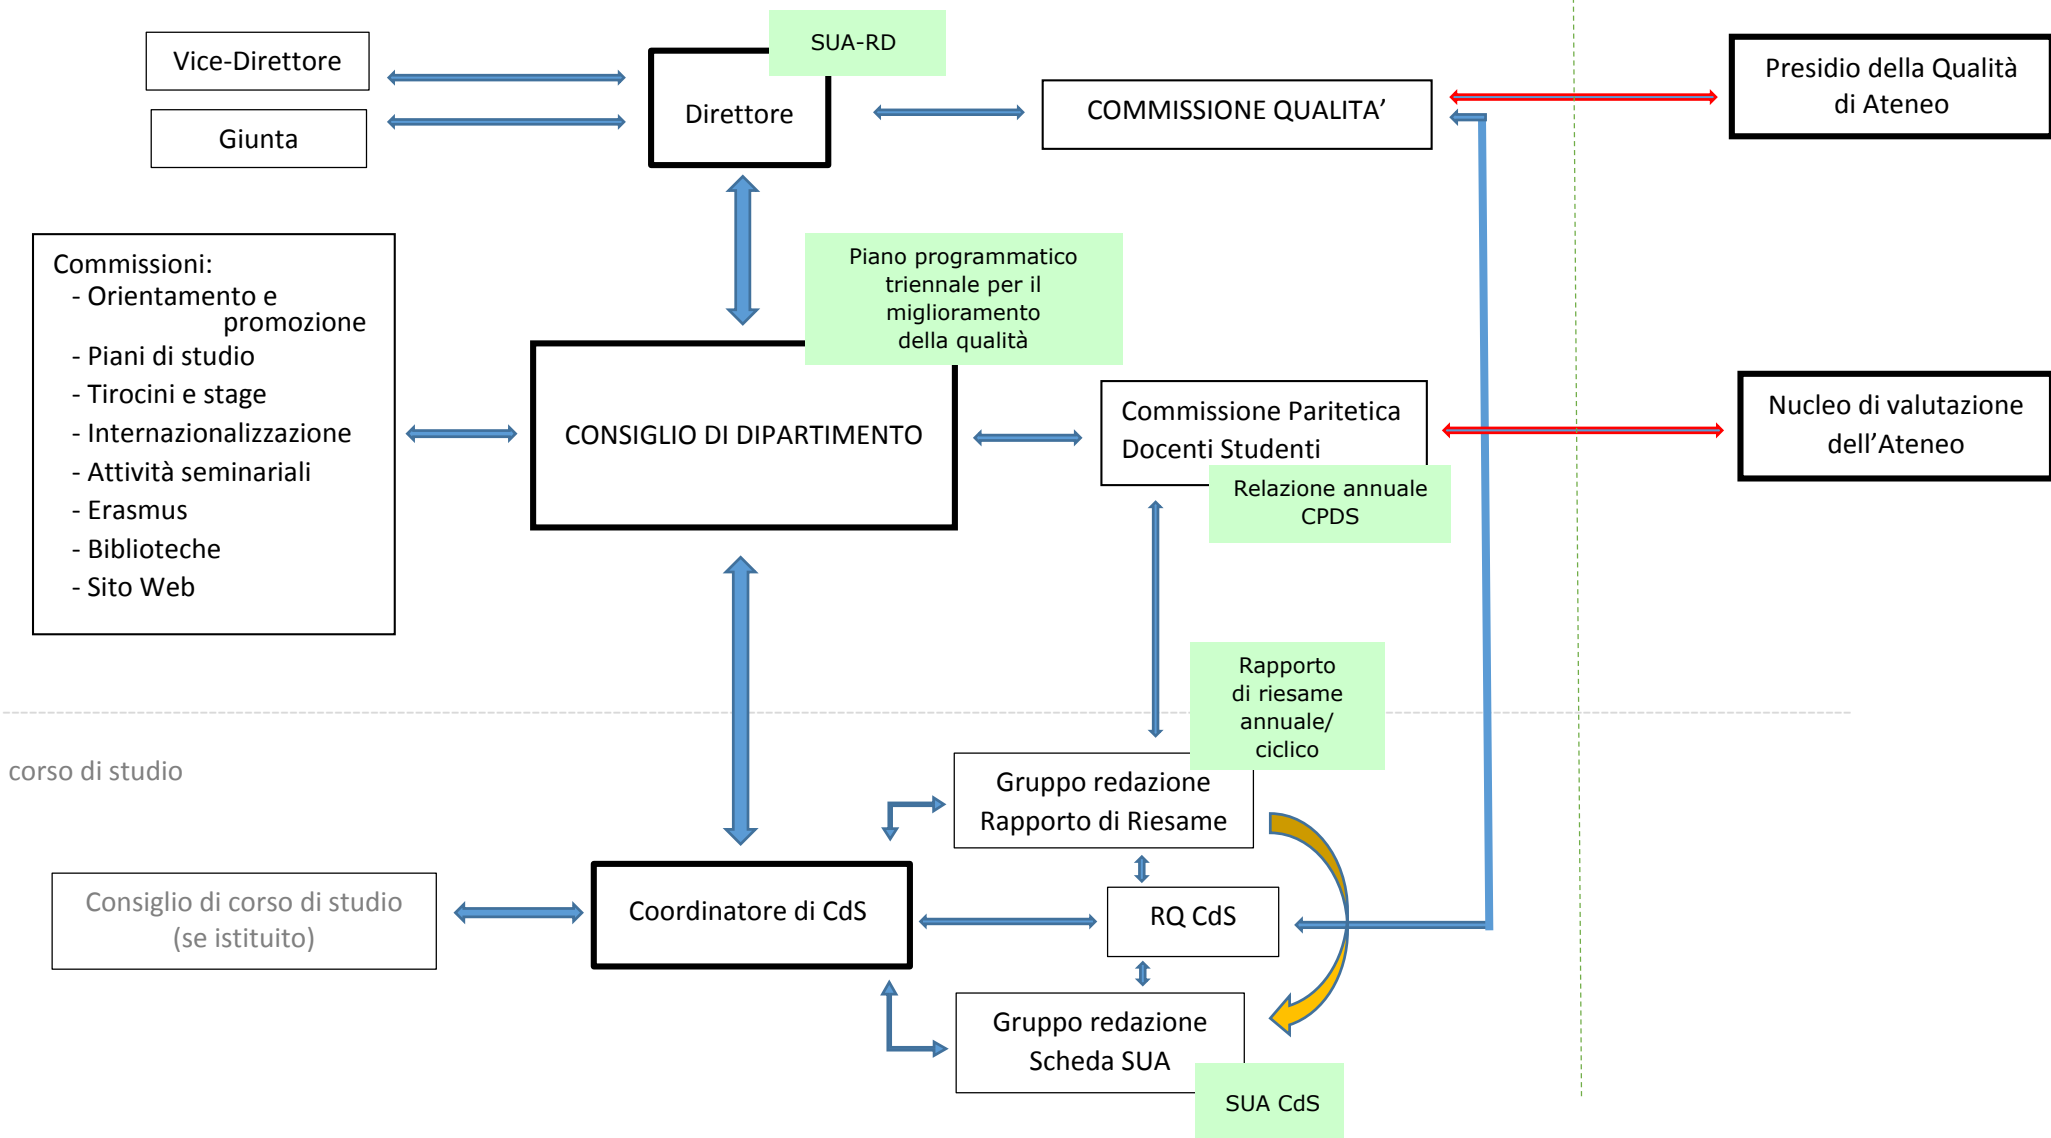 SUA-RD
Vice-Direttore
Giunta
Direttore
COMMISSIONE QUALITA’
Presidio della Qualità
di Ateneo
Commissioni:
- Orientamento e
promozione
- Piani di studio
- Tirocini e stage
- Internazionalizzazione
- Attività seminariali
- Erasmus
- Biblioteche
- Sito Web
Piano programmatico
triennale per il
miglioramento
della qualità
CONSIGLIO DI DIPARTIMENTO
Commissione Paritetica
Docenti Studenti
Relazione annuale
CPDS
Nucleo di valutazione
dell’Ateneo
Rapporto
di riesame
annuale/
ciclico
corso di studio
Gruppo redazione
Rapporto di Riesame
Consiglio di corso di studio
(se istituito)
Coordinatore di CdS
RQ CdS
Gruppo redazione
Scheda SUA
SUA CdS